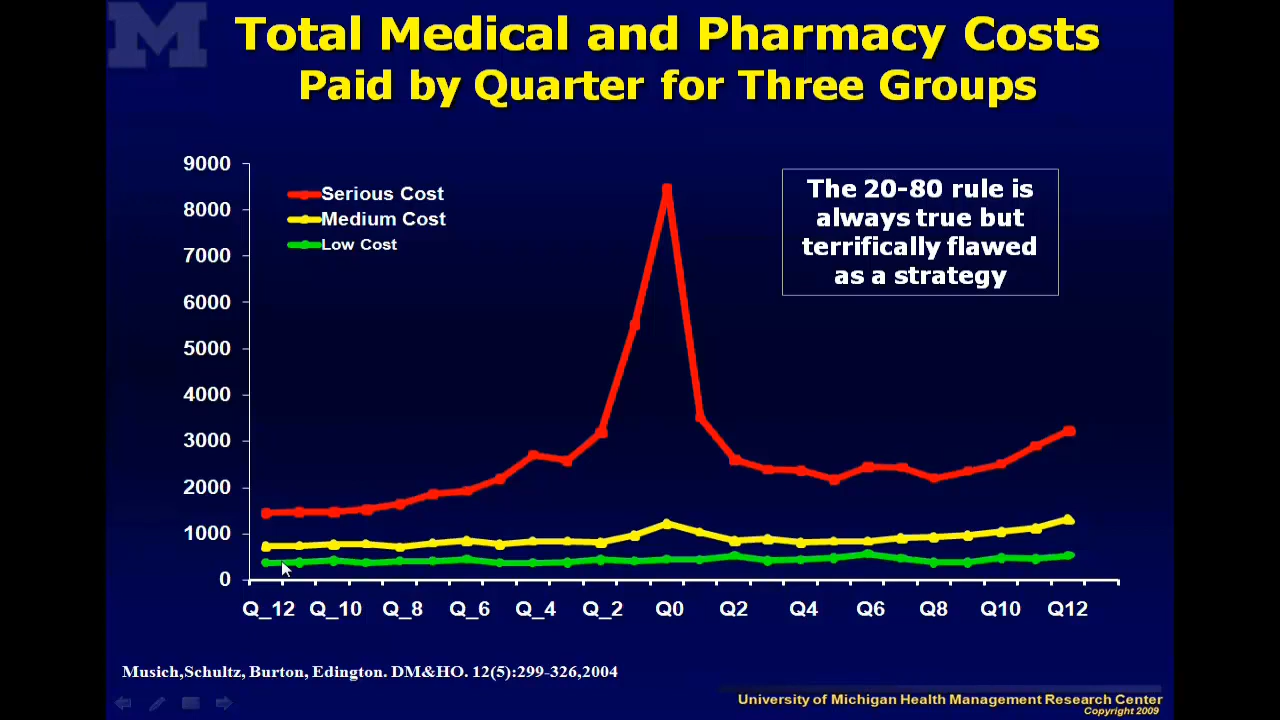 M
Total Medical and Pharmacy Costs
Paid by Quarter for Three Groups
9000
8000
7000
6000
5000
4000
3000
2000
1000
0
Serious Cost
Medium Cost
Low Cost
The 20-80 rule is
always true but
terrifically flawed
as a strategy
Q_12 Q_10 Q_8 Q_6 Q_4 Q_2 Q0 Q2 Q4 Q6 Q8 Q10 Q12
Musich,Schultz, Burton, Edington. DM&HO. 12(5):299-326,2004
University of Michigan Health Management Research Center
Copyright 2009